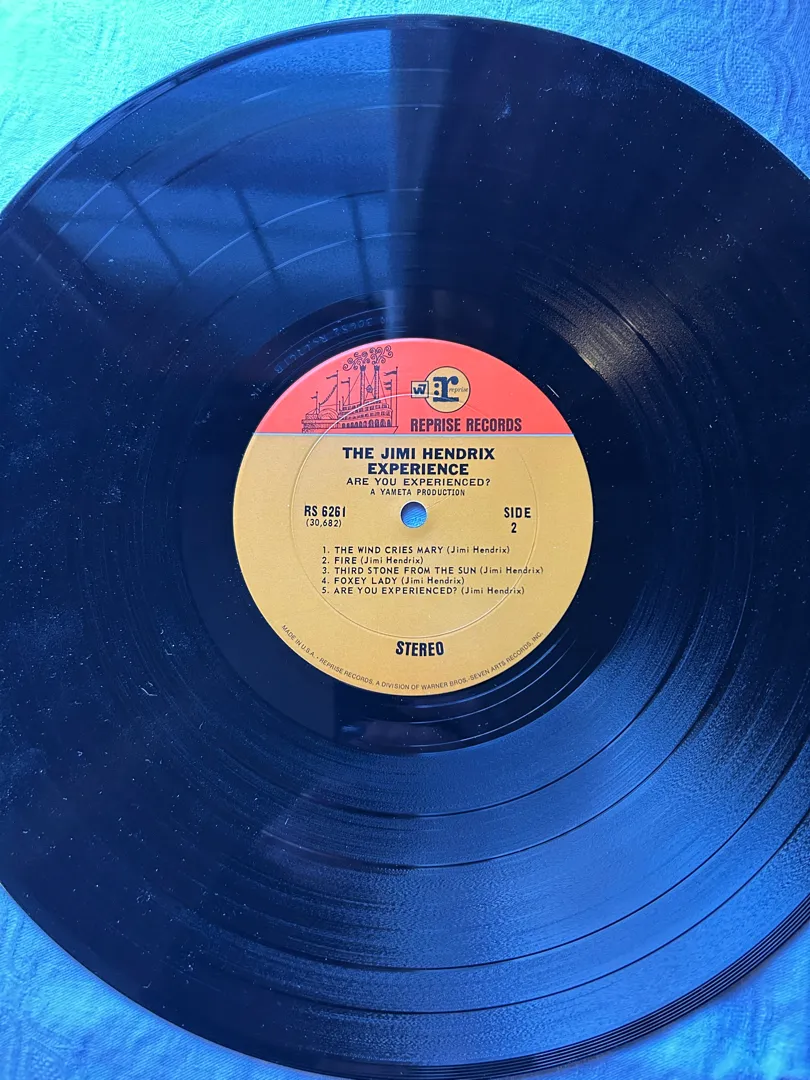 W
r
reprise
REPRISE RECORDS
THE JIMI HENDRIX
EXPERIENCE
ARE YOU EXPERIENCED?
A YAMETA PRODUCTION
RS 6261
(30,682)
SIDE
2
1. THE WIND CRIES MARY (Jimi Hendrix)
2. FIRE (Jimi Hendrix)
3. THIRD STONE FROM THE SUN (Jimi Hendrix)
4. FOXEY LADY (Jimi Hendrix)
5. ARE YOU EXPERIENCED? (Jimi Hendrix)
STEREO
MADE IN U.S.A. • REPRISE RECORDS, A DIVISION OF WARNER BROS.-SEVEN ARTS RECORDS, INC.